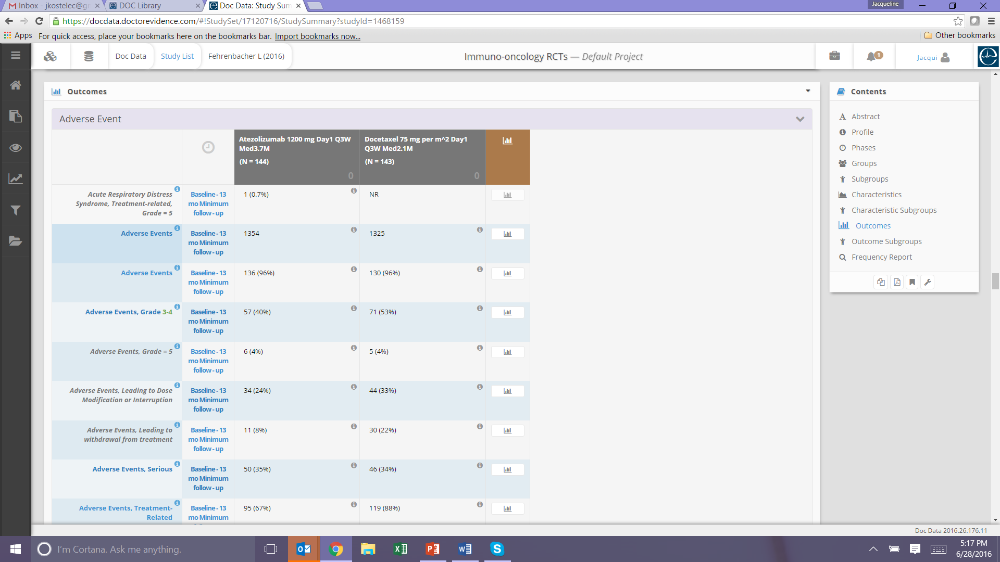 Inbox - jkostelec@g
DOC Library
Doc Data: Study Sum
Jacqueline
https://docdata.doctorevidence.com/#!StudySet/17120716/StudySummary?studyId=1468159
Apps
For quick access, place your bookmarks here on the bookmarks bar. Import bookmarks now...
Other bookmarks
Doc Data
Study List
Fehrenbacher L (2016)
Immuno-oncology RCTs — Default Project
1
Jacqui
Outcomes
Adverse Event
Atezolizumab 1200 mg Day1 Q3W
Med3.7M
(N = 144)
0
Docetaxel 75 mg per m^2 Day1
Q3W Med2.1M
(N = 143)
0
Acute Respiratory Distress
Syndrome, Treatment-related,
Grade = 5
Baseline - 13
mo Minimum
follow - up
1 (0.7%)
NR
Adverse Events
Baseline - 13
mo Minimum
follow - up
1354
1325
Adverse Events
Baseline - 13
mo Minimum
follow - up
136 (96%)
130 (96%)
Adverse Events, Grade 3-4
Baseline - 13
mo Minimum
follow - up
57 (40%)
71 (53%)
Adverse Events, Grade = 5
Baseline - 13
mo Minimum
follow - up
6 (4%)
5 (4%)
Adverse Events, Leading to Dose
Modification or Interruption
Baseline - 13
mo Minimum
follow - up
34 (24%)
44 (33%)
Adverse Events, Leading to
withdrawal from treatment
Baseline - 13
mo Minimum
follow - up
11 (8%)
30 (22%)
Adverse Events, Serious
Baseline - 13
mo Minimum
follow - up
50 (35%)
46 (34%)
Adverse Events, Treatment-
Related
Baseline - 13
mo Minimum
95 (67%)
119 (88%)
Contents
Abstract
Profile
Phases
Groups
Subgroups
Characteristics
Characteristic Subgroups
Outcomes
Outcome Subgroups
Frequency Report
Doc Data 2016.26.176.11
I'm Cortana. Ask me anything.
5:17 PM
6/28/2016